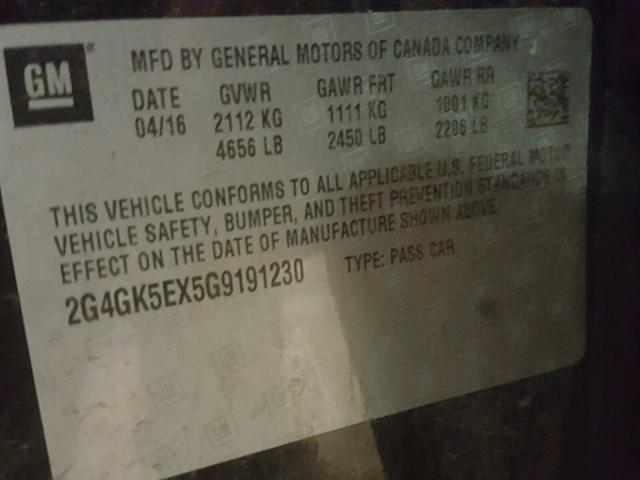 GM®
MFD BY GENERAL MOTORS OF CANADA COMPANY
DATE GVWR GAWR FRT GAWR RR
04/16 2112 KG 1111 KG 1001 KG
4656 LB 2450 LB 2206 LB
THIS VEHICLE CONFORMS TO ALL APPLICABLE U.S. FEDERAL MOTOR
VEHICLE SAFETY, BUMPER, AND THEFT PREVENTION STANDARDS IN
EFFECT ON THE DATE OF MANUFACTURE SHOWN ABOVE
2G4GK5EX5G9191230 TYPE: PASS CAR